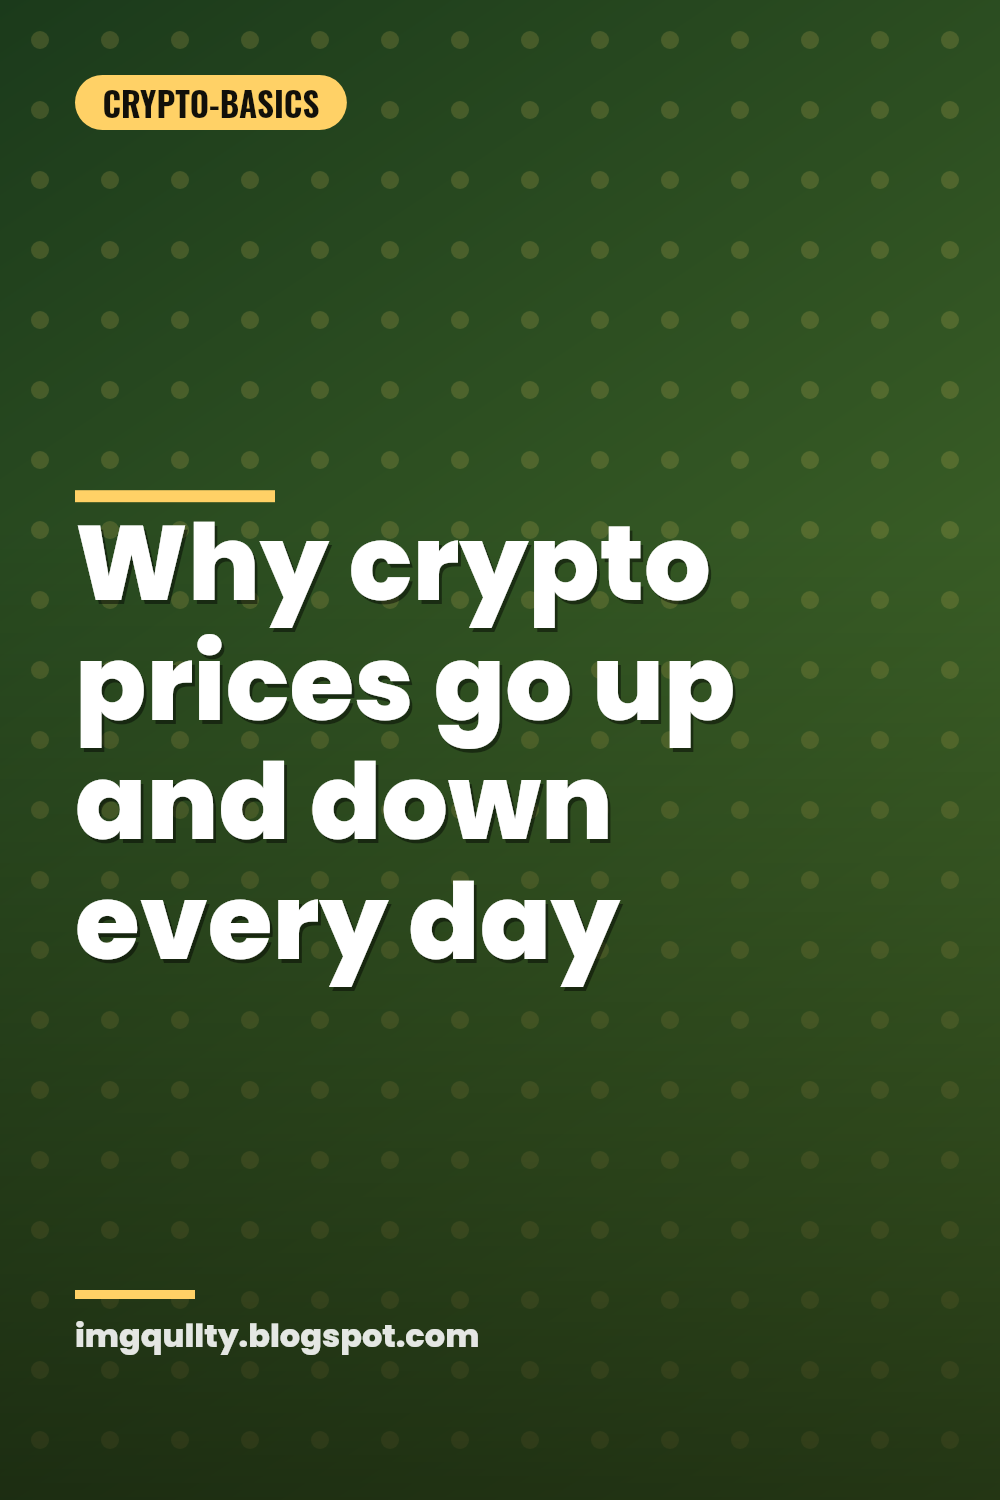 CRYPTO-BASICS
Why crypto
prices go up
and down
every day
imgqullty.blogspot.com